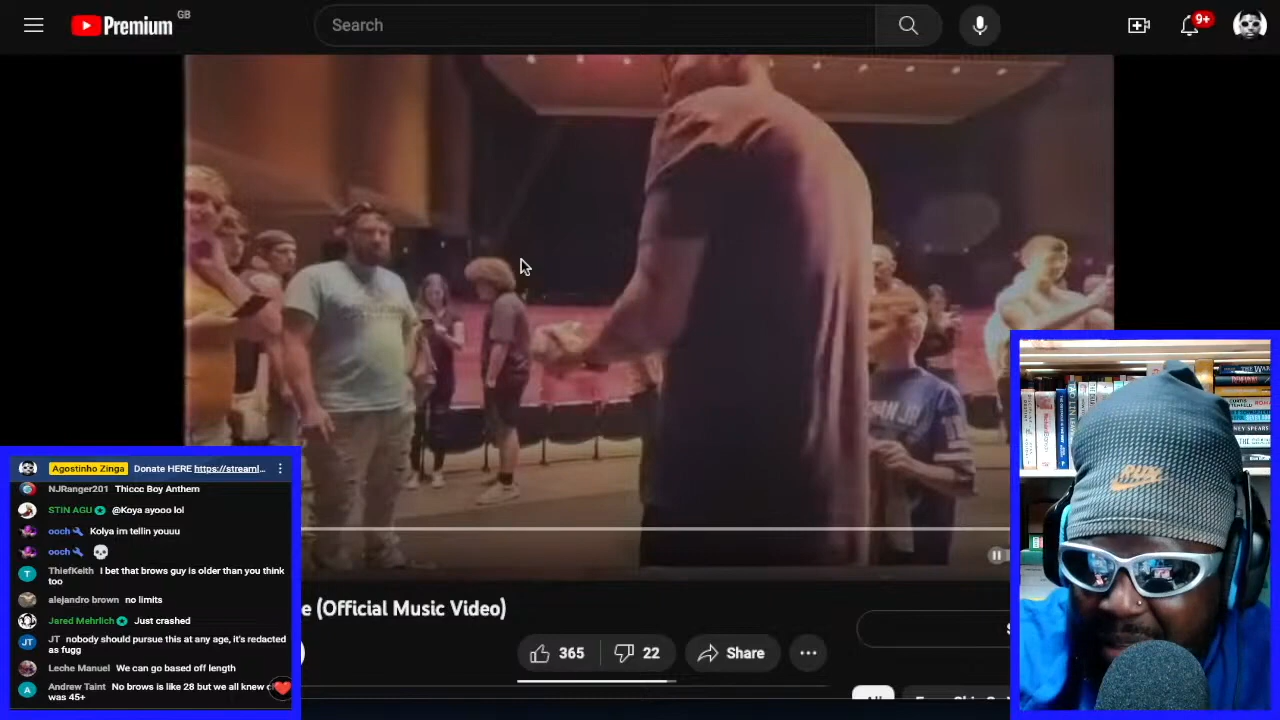 Premium GB
Search
9+
e (Official Music Video)
365
22
Share
Agostinho Zinga Donate HERE https://streaml...
NJRanger201 Thiccc Boy Anthem
STIN AGU @Koya ayooo lol
ooch Kolya im tellin youuu
ooch
ThiefKeith I bet that brows guy is older than you think
too
alejandro brown no limits
Jared Mehrlich Just crashed
JT nobody should pursue this at any age, it's redacted
as fugg
Leche Manuel We can go based off length
Andrew Taint No brows is like 28 but we all knew
was 45+